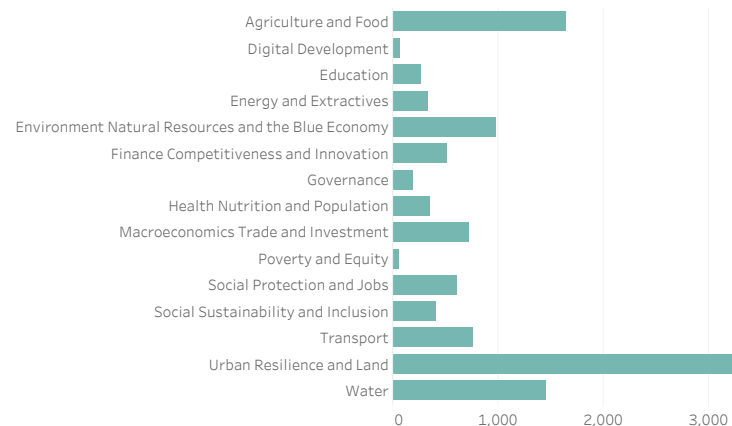 Agriculture and Food
Digital Development
Education
Energy and Extractives
Environment Natural Resources and the Blue Economy
Finance Competitiveness and Innovation
Governance
Health Nutrition and Population
Macroeconomics Trade and Investment
Poverty and Equity
Social Protection and Jobs
Social Sustainability and Inclusion
Transport
Urban Resilience and Land
Water
0 1,000 2,000 3,000